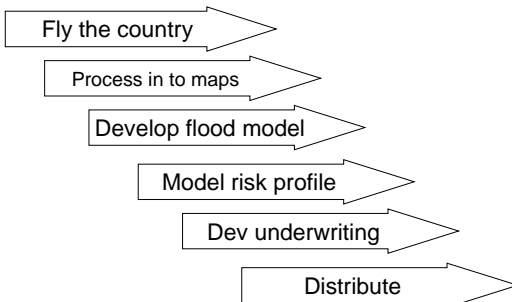 Fly the country
Process in to maps
Develop flood model
Model risk profile
Dev underwriting
Distribute